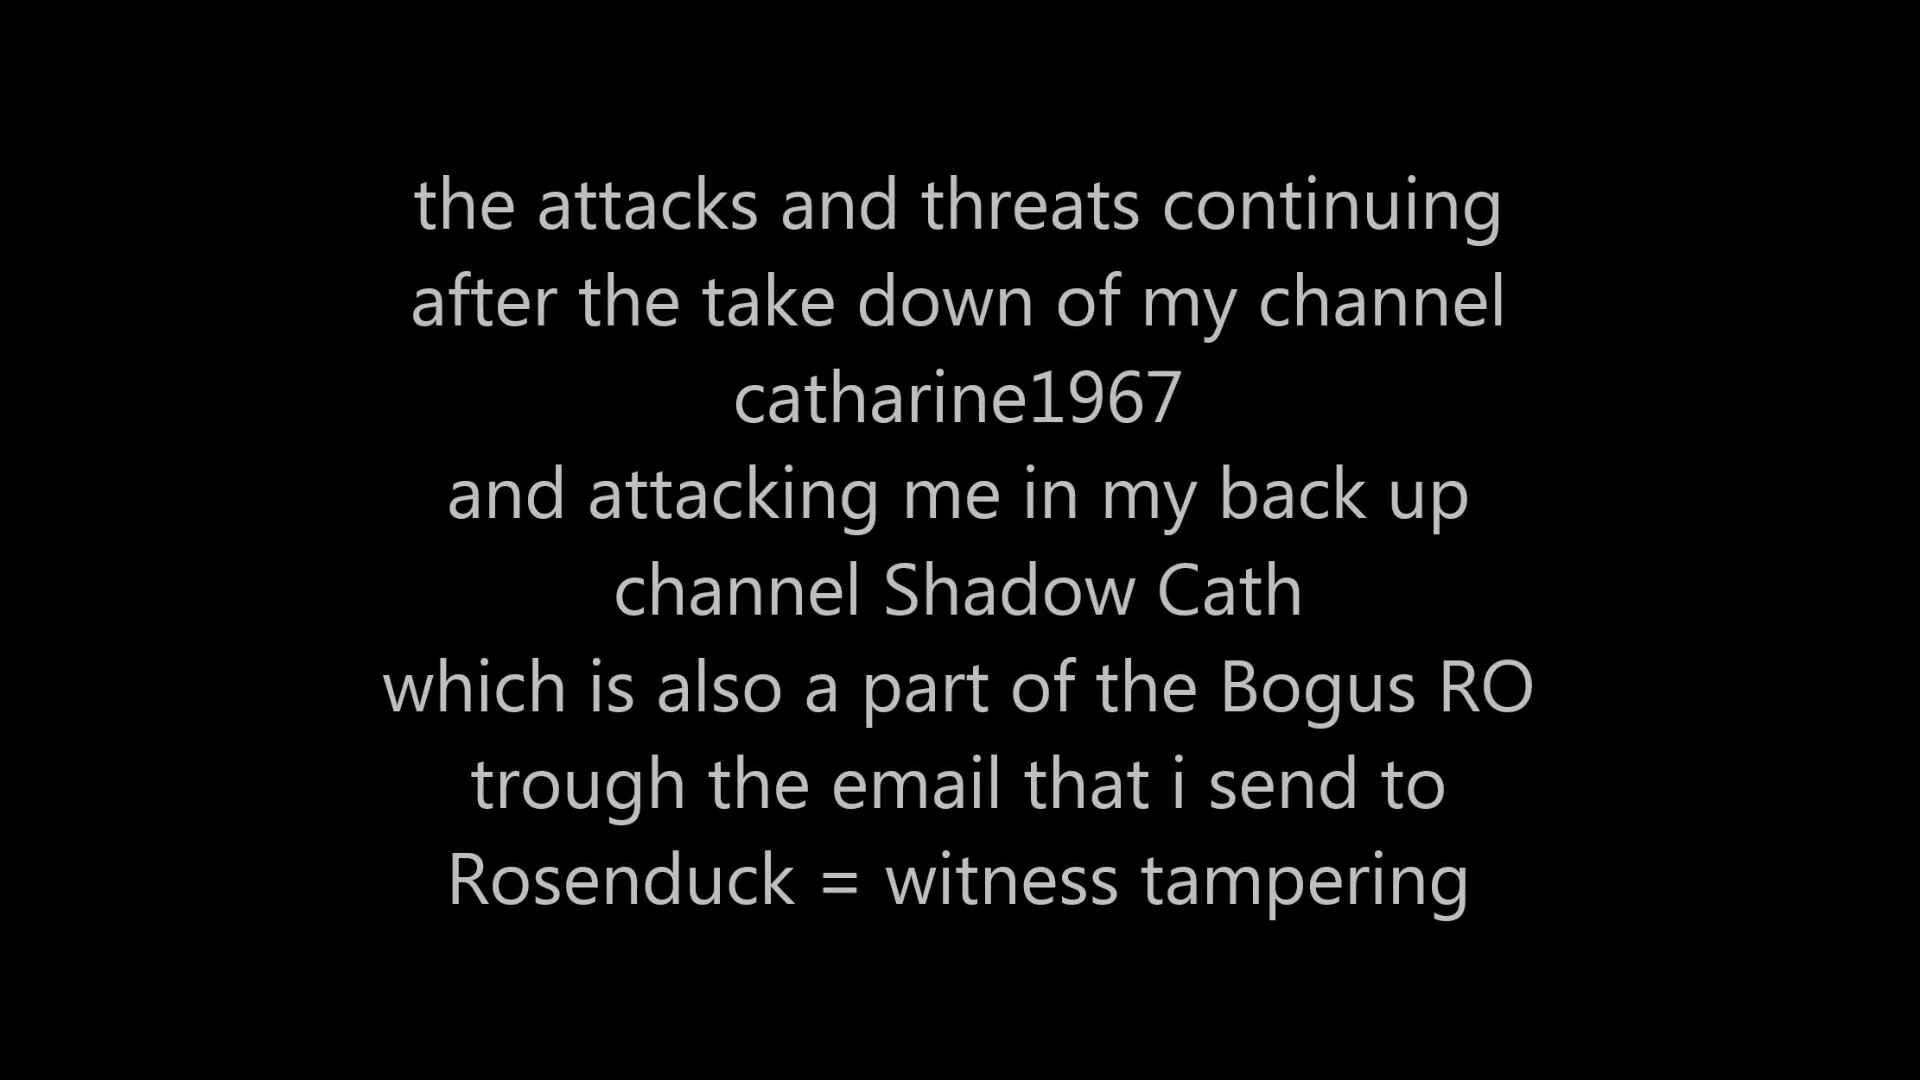 the attacks and threats continuing
after the take down of my channel
catharine1967
and attacking me in my back up
channel Shadow Cath
which is also a part of the Bogus RO
trough the email that i send to
Rosenduck = witness tampering